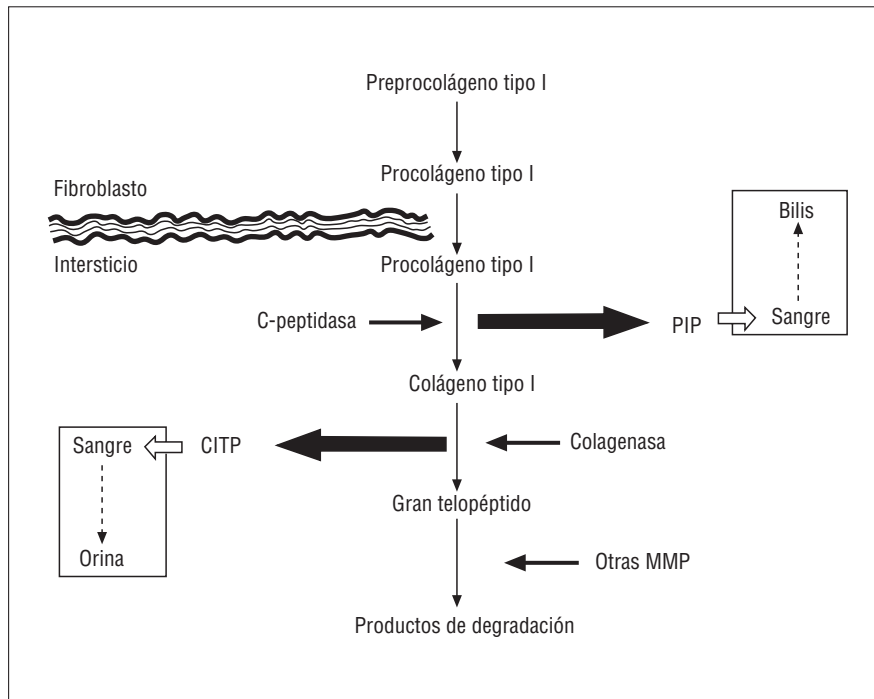 Preprocolágeno tipo I
Procolágeno tipo I
Fibroblasto
Bilis
Intersticio
Procolágeno tipo I
C-peptidasa
PIP
Sangre
Colágeno tipo I
Sangre
CITP
Colagenasa
Gran telopéptido
Orina
Otras MMP
Productos de degradación